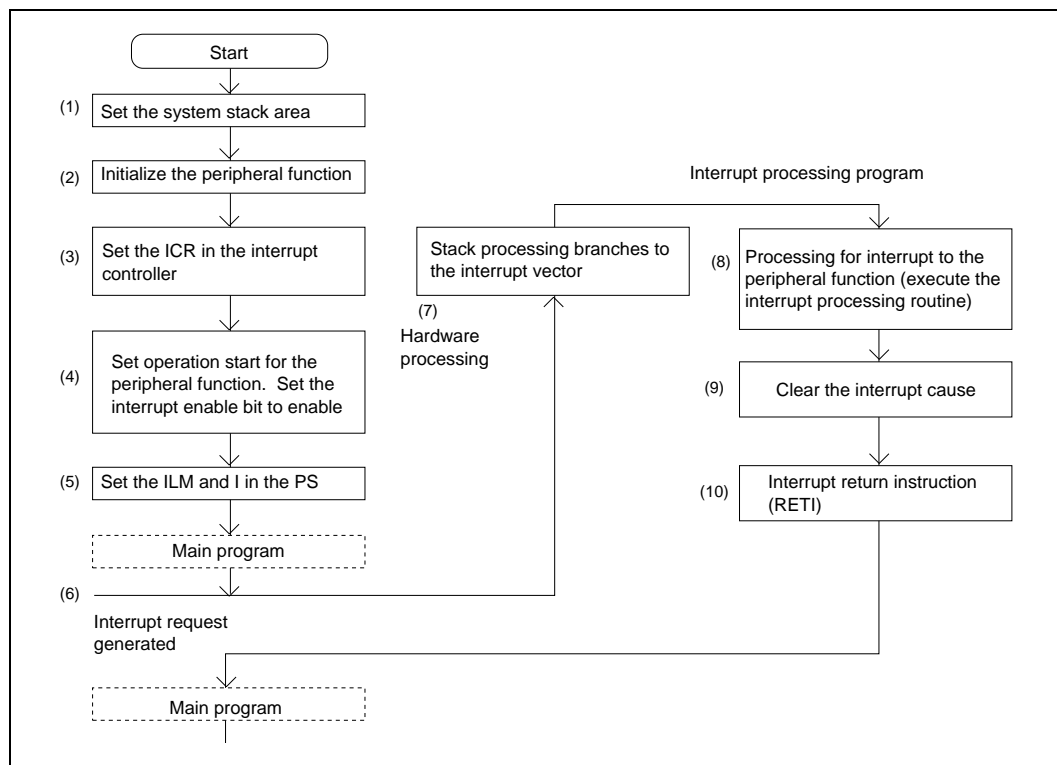 Start
(1)
Set the system stack area
(2)
Initialize the peripheral function
(3)
Set the ICR in the interrupt
controller
(4)
Set operation start for the
peripheral function.  Set the
interrupt enable bit to enable
(5)
Set the ILM and I in the PS
Main program
(6)
Interrupt request
generated
Stack processing branches to
the interrupt vector
(7)
Hardware
processing
Interrupt processing program
(8)
Processing for interrupt to the
peripheral function (execute the
interrupt processing routine)
(9)
Clear the interrupt cause
(10)
Interrupt return instruction
(RETI)
Main program